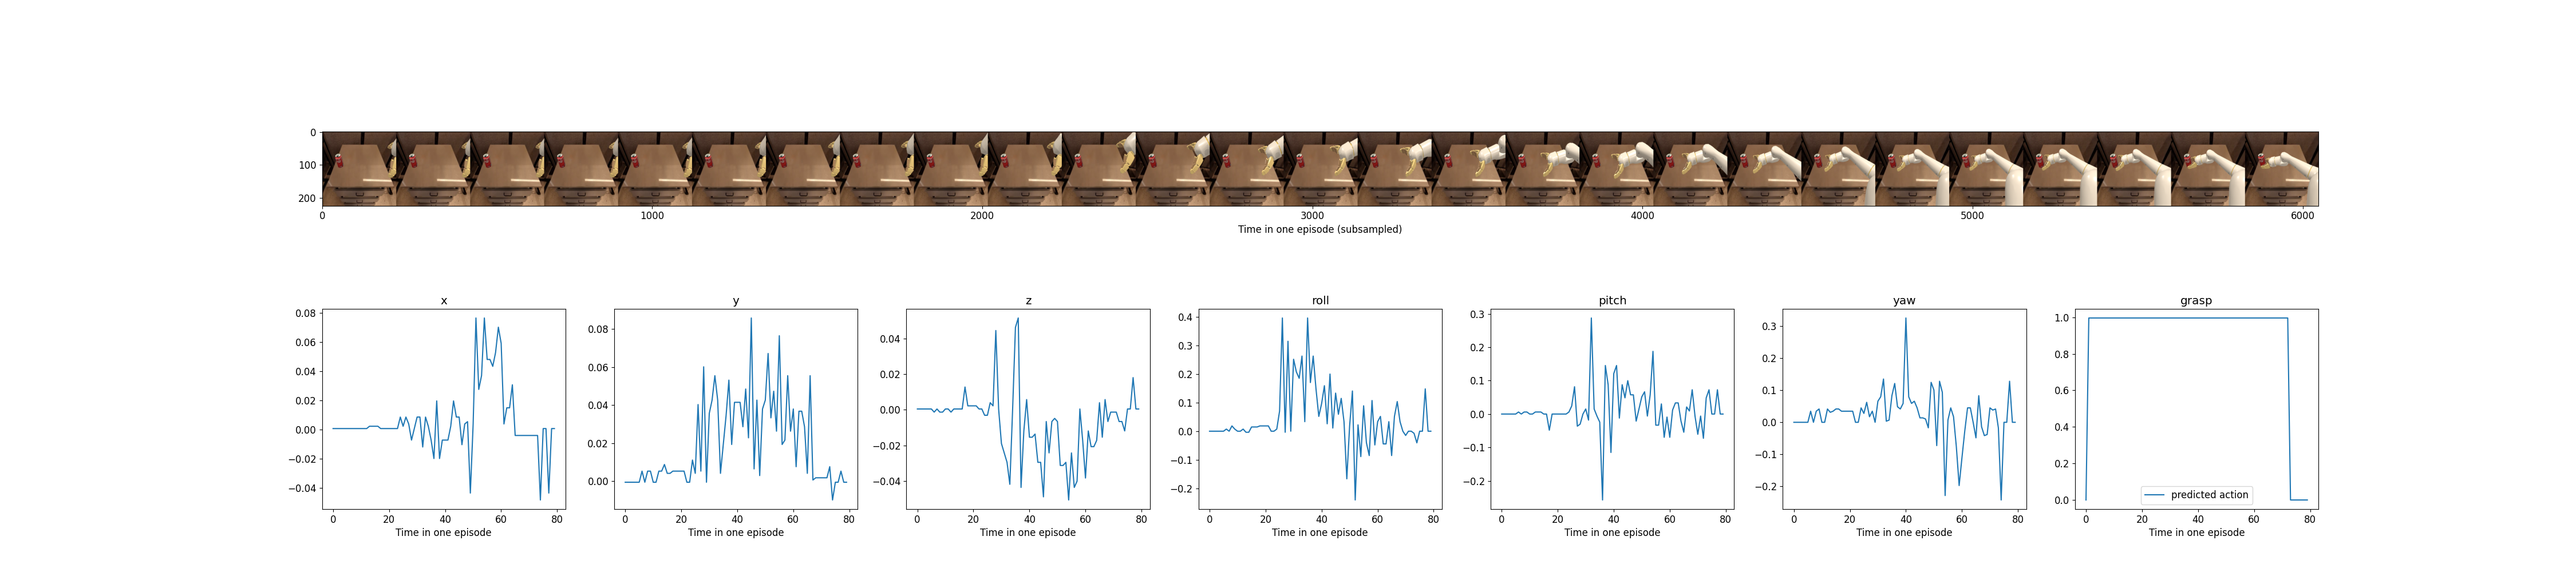 0
100
200
0 1000 2000 3000 4000 5000 6000
Time in one episode (subsampled)
x y z roll pitch yaw grasp
0.08
0.06
0.04
0.02
0.00
−0.02
−0.04
0 20 40 60 80
Time in one episode
0.08
0.06
0.04
0.02
0.00
0 20 40 60 80
Time in one episode
0.04
0.02
0.00
−0.02
−0.04
0 20 40 60 80
Time in one episode
0.4
0.3
0.2
0.1
0.0
−0.1
−0.2
0 20 40 60 80
Time in one episode
0.3
0.2
0.1
0.0
−0.1
−0.2
0 20 40 60 80
Time in one episode
0.3
0.2
0.1
0.0
−0.1
−0.2
0 20 40 60 80
Time in one episode
1.0
0.8
0.6
0.4
0.2
0.0
predicted action
0 20 40 60 80
Time in one episode